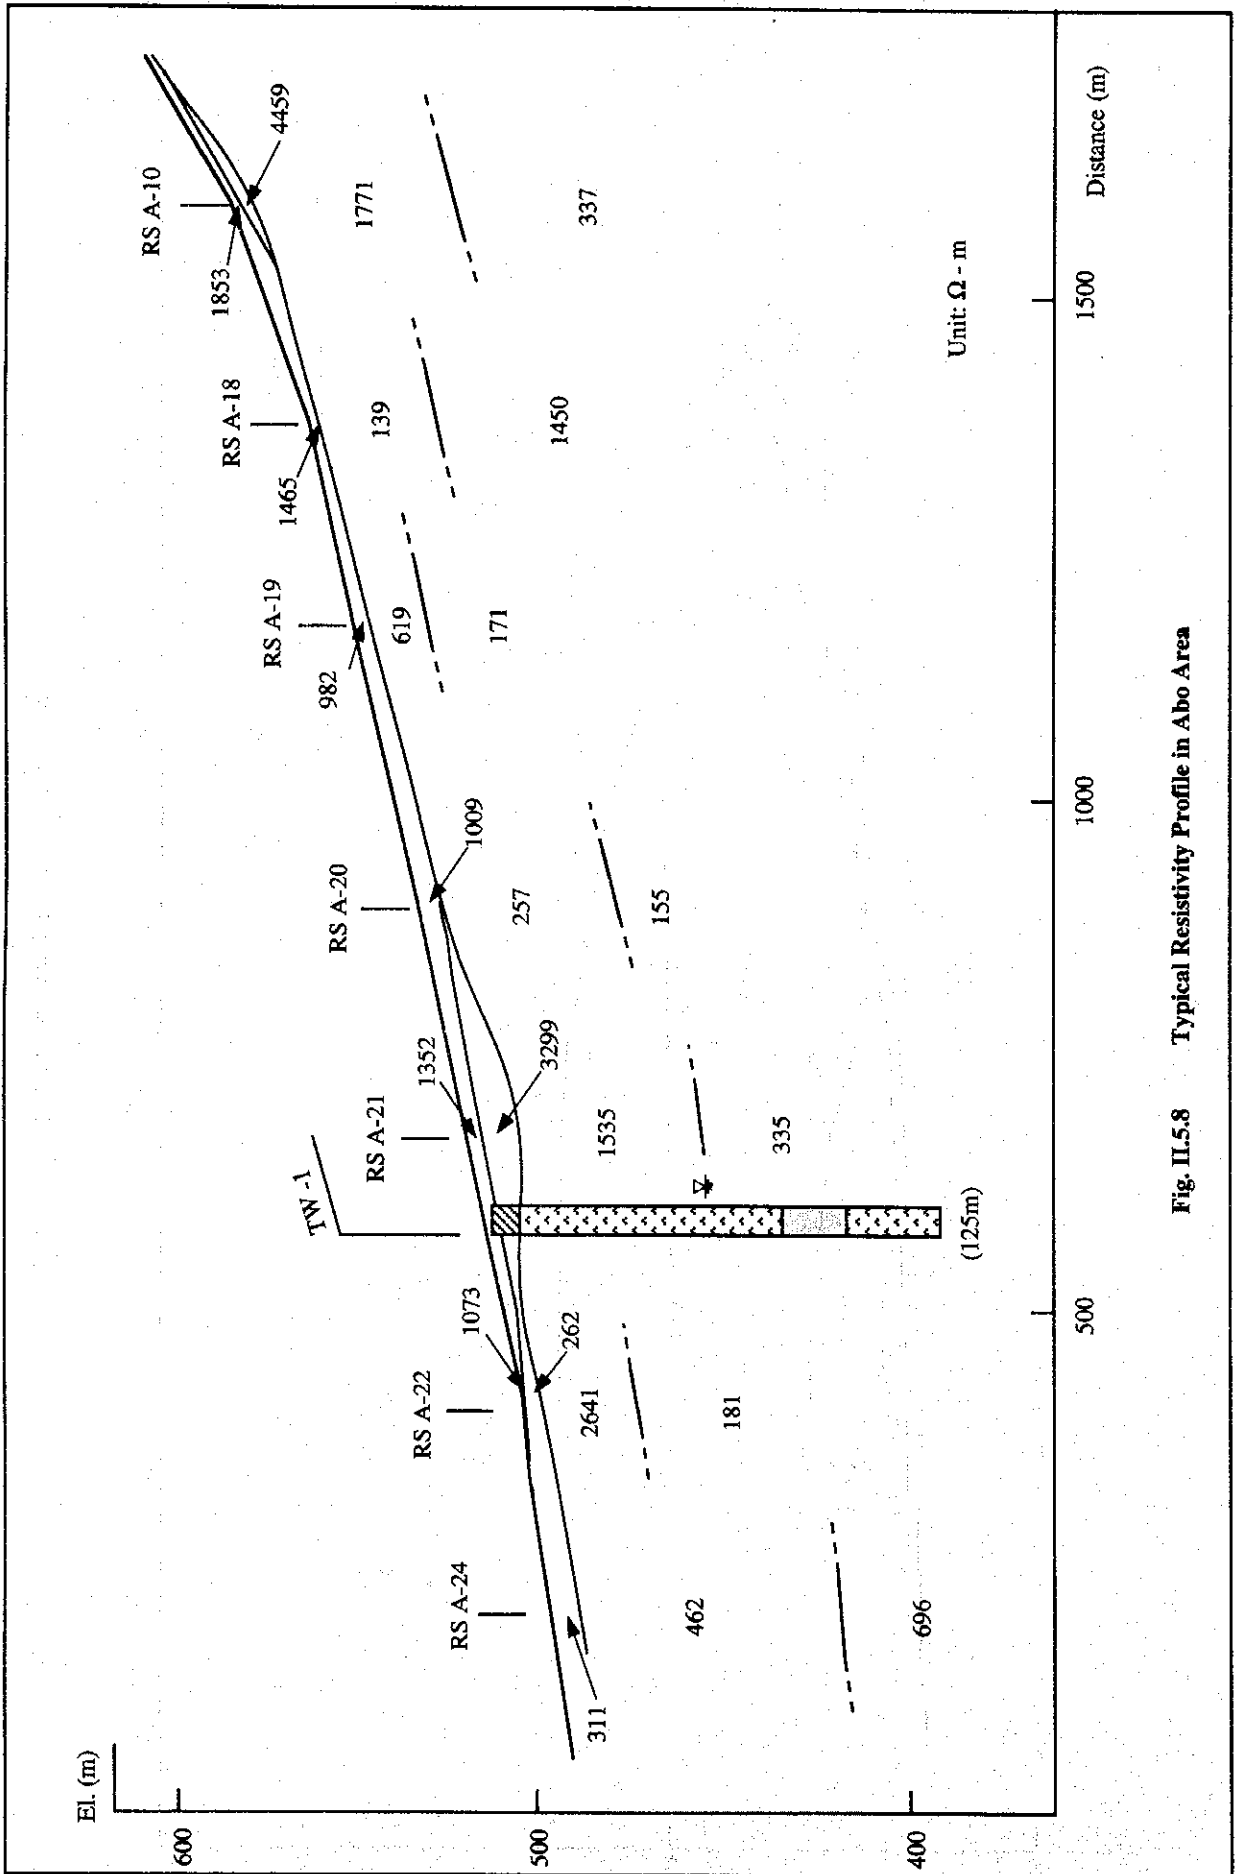 El. (m)
600
500
400
RS A-24
RS A-22
TW -1
RS A-21
RS A-20
RS A-19
RS A-18
RS A-10
311
462
696
1073
262
2641
181
1352
3299
1535
335
(125m)
1009
257
155
982
619
171
1465
139
1450
1853
4459
1771
337
Unit: Ω - m
500
1000
1500
Distance (m)
Fig. II.5.8 Typical Resistivity Profile in Abo Area